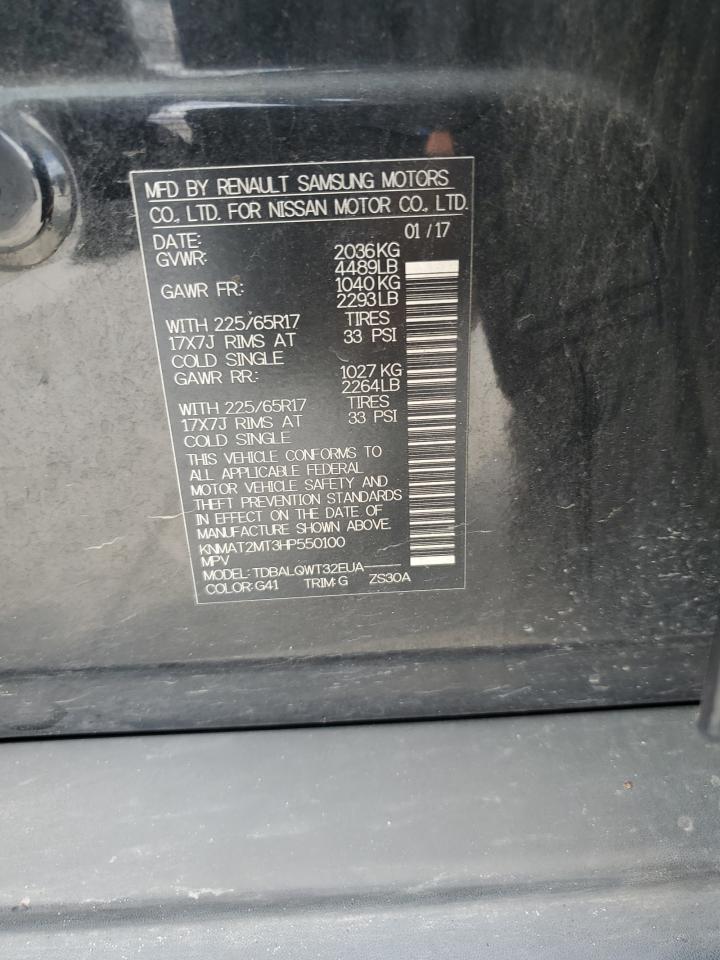 MFD BY RENAULT SAMSUNG MOTORS
CO., LTD. FOR NISSAN MOTOR CO., LTD.
DATE: 01 / 17
GVWR: 2036KG
4489LB
GAWR FR: 1040KG
2293LB
WITH 225/65R17 TIRES
17X7J RIMS AT 33 PSI
COLD SINGLE
GAWR RR: 1027 KG
2264LB
WITH 225/65R17 TIRES
17X7J RIMS AT 33 PSI
COLD SINGLE
THIS VEHICLE CONFORMS TO
ALL APPLICABLE FEDERAL
MOTOR VEHICLE SAFETY AND
THEFT PREVENTION STANDARDS
IN EFFECT ON THE DATE OF
MANUFACTURE SHOWN ABOVE.
KNMAT2MT3HP550100
MPV
MODEL: TDBALQWT32EUA-----
COLOR:G41 TRIM:G ZS30A